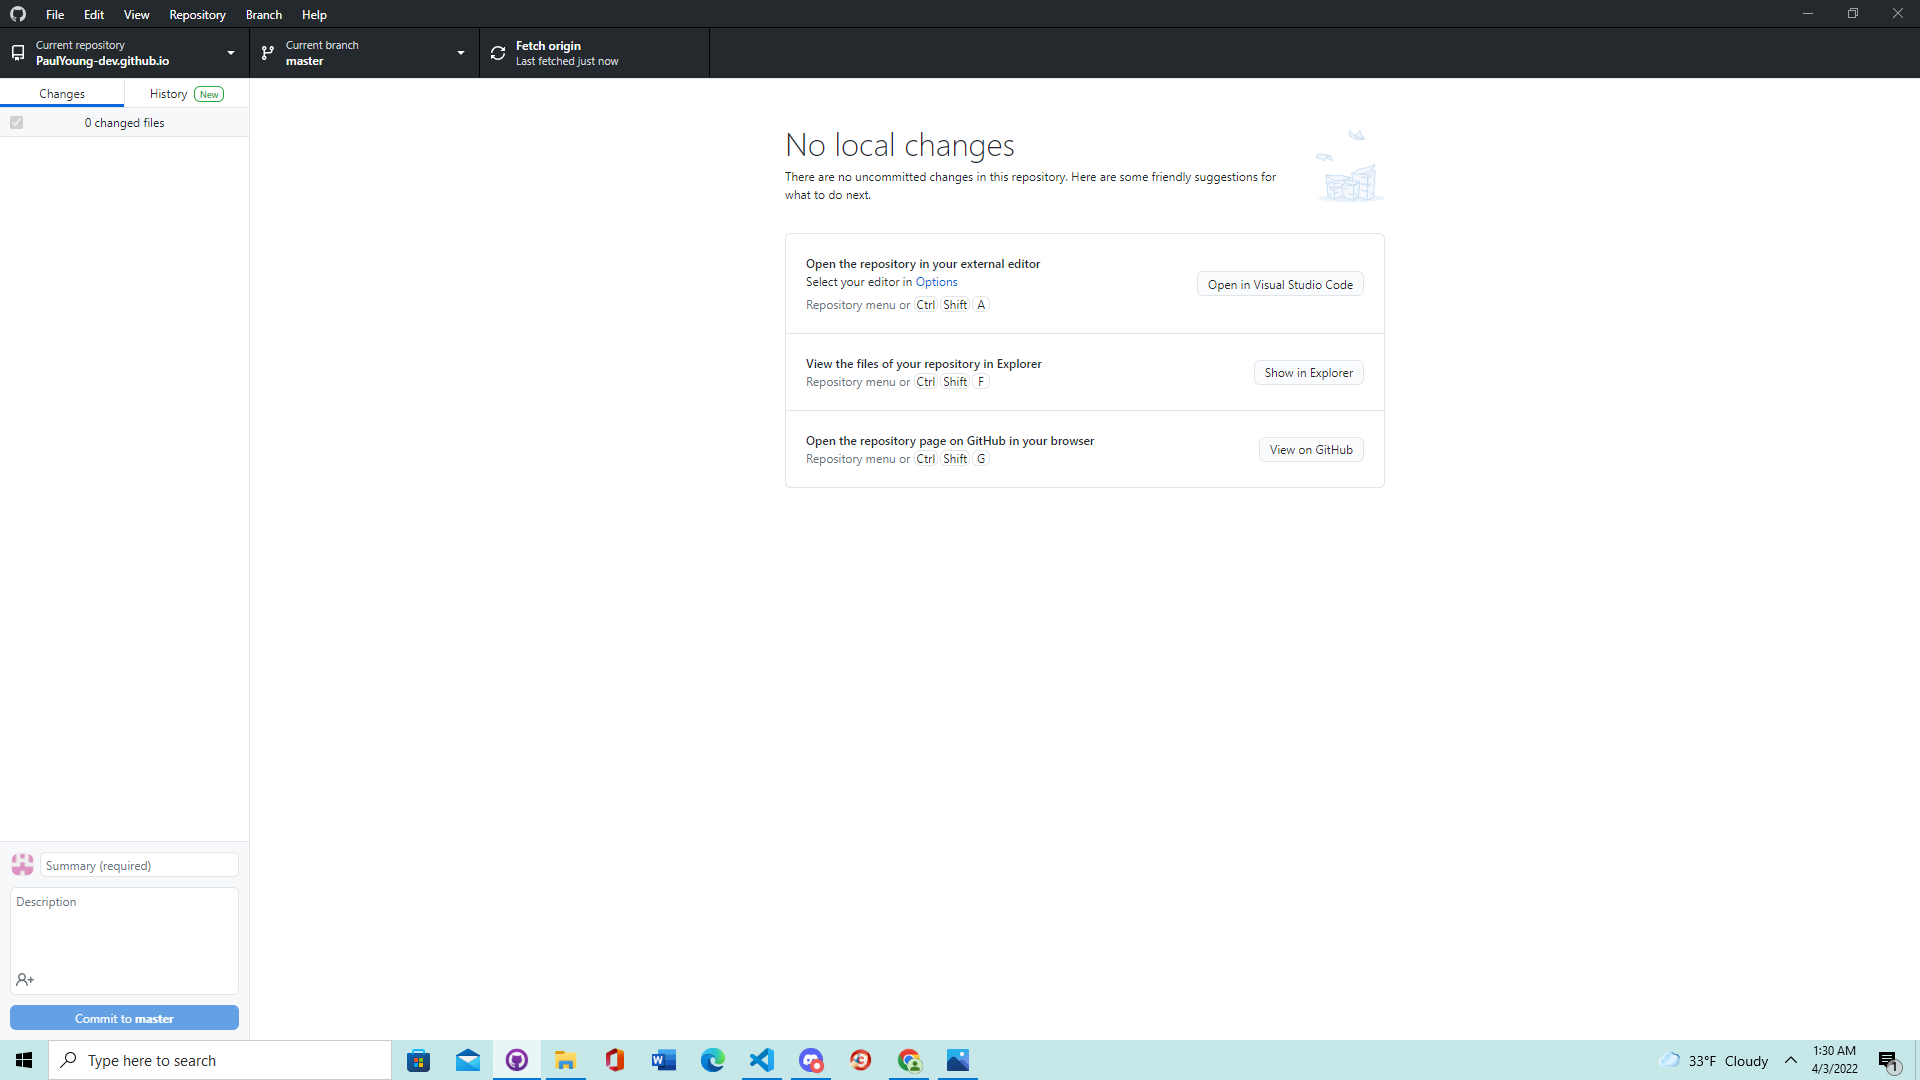 File Edit View Repository Branch Help
Current repository
PaulYoung-dev.github.io
Current branch
master
Fetch origin
Last fetched just now
Changes
History New
0 changed files
No local changes
There are no uncommitted changes in this repository. Here are some friendly suggestions for
what to do next.
Open the repository in your external editor
Select your editor in Options
Repository menu or Ctrl Shift A
Open in Visual Studio Code
View the files of your repository in Explorer
Repository menu or Ctrl Shift F
Show in Explorer
Open the repository page on GitHub in your browser
Repository menu or Ctrl Shift G
View on GitHub
Summary (required)
Description
Commit to master
Type here to search
33°F Cloudy
1:30 AM
4/3/2022
1